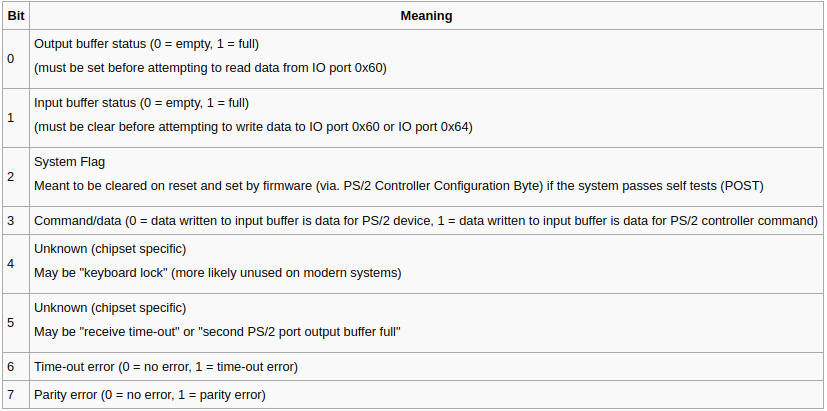 Bit Meaning
0 Output buffer status (0 = empty, 1 = full)
(must be set before attempting to read data from IO port 0x60)
1 Input buffer status (0 = empty, 1 = full)
(must be clear before attempting to write data to IO port 0x60 or IO port 0x64)
2 System Flag
Meant to be cleared on reset and set by firmware (via. PS/2 Controller Configuration Byte) if the system passes self tests (POST)
3 Command/data (0 = data written to input buffer is data for PS/2 device, 1 = data written to input buffer is data for PS/2 controller command)
4 Unknown (chipset specific)
May be "keyboard lock" (more likely unused on modern systems)
5 Unknown (chipset specific)
May be "receive time-out" or "second PS/2 port output buffer full"
6 Time-out error (0 = no error, 1 = time-out error)
7 Parity error (0 = no error, 1 = parity error)